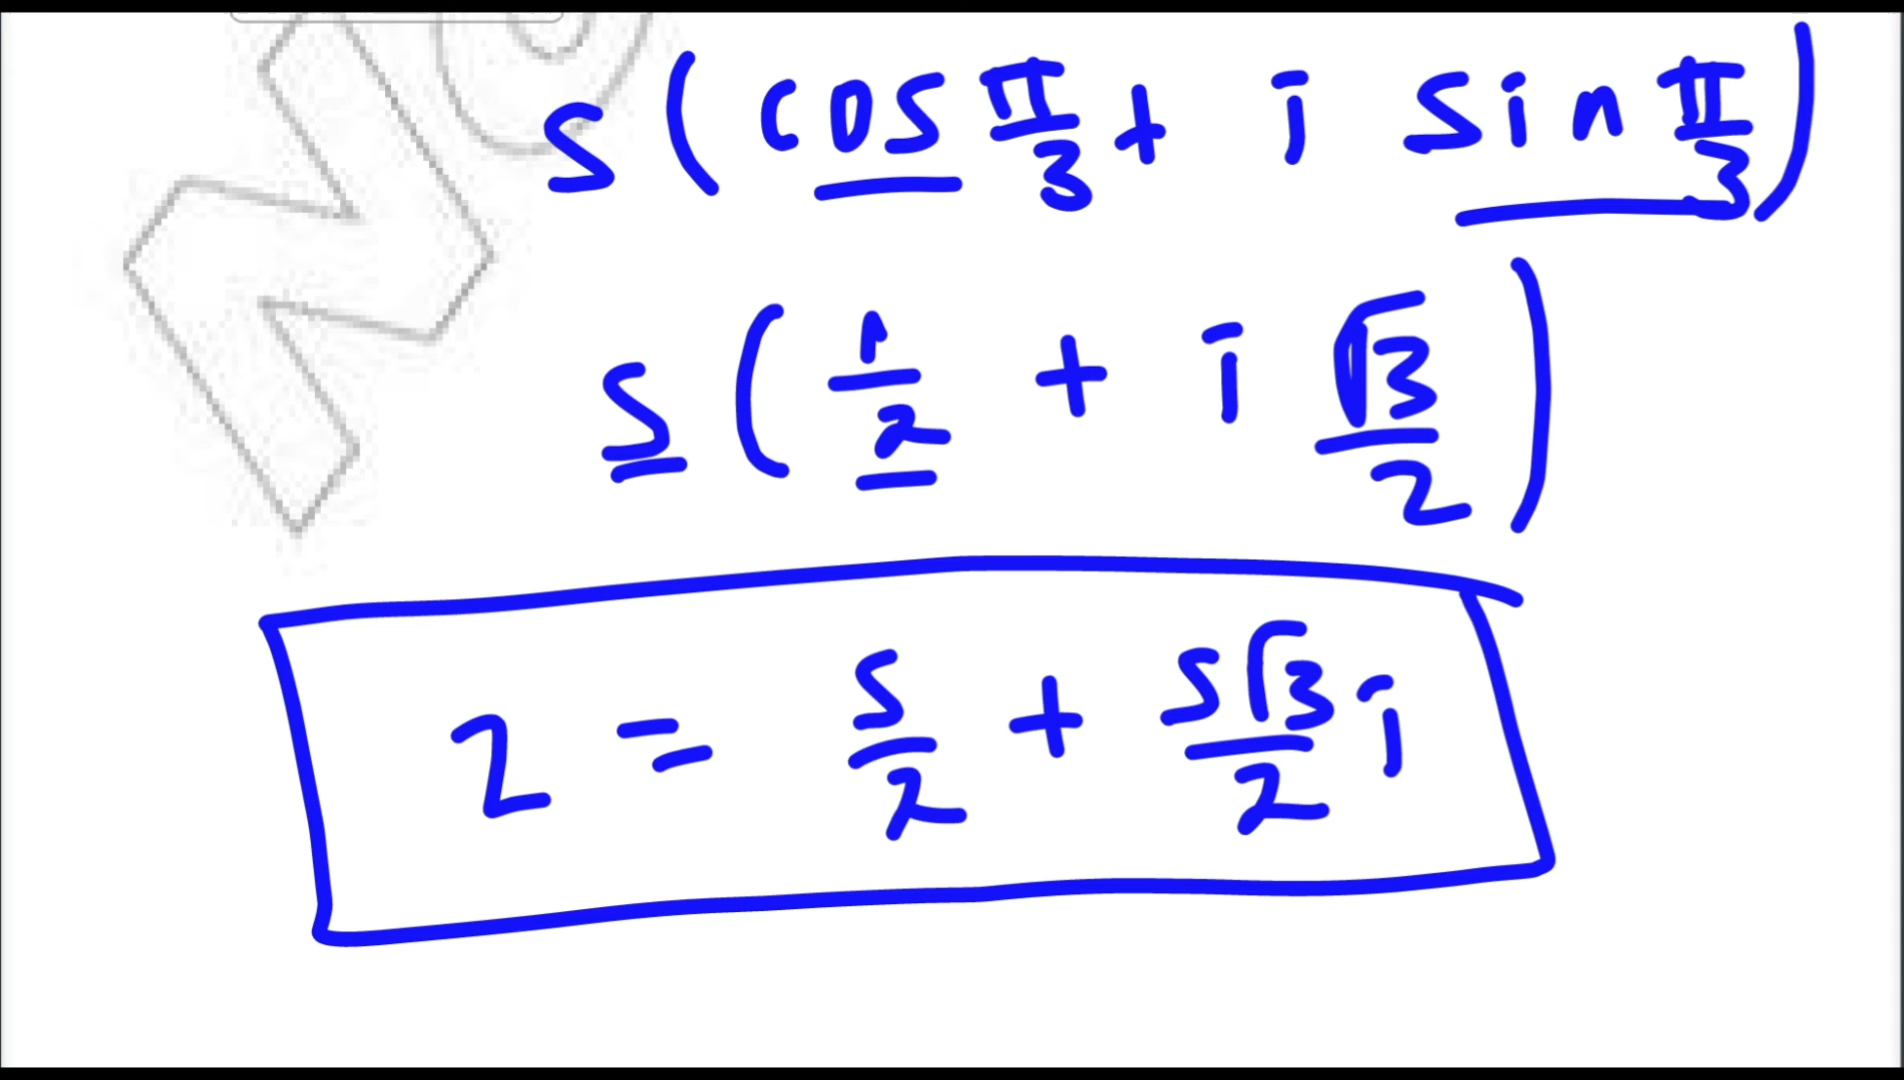 5(cos π/3 + i sin π/3)
5(1/2 + i √3/2)
z = 5/2 + 5√3/2 i